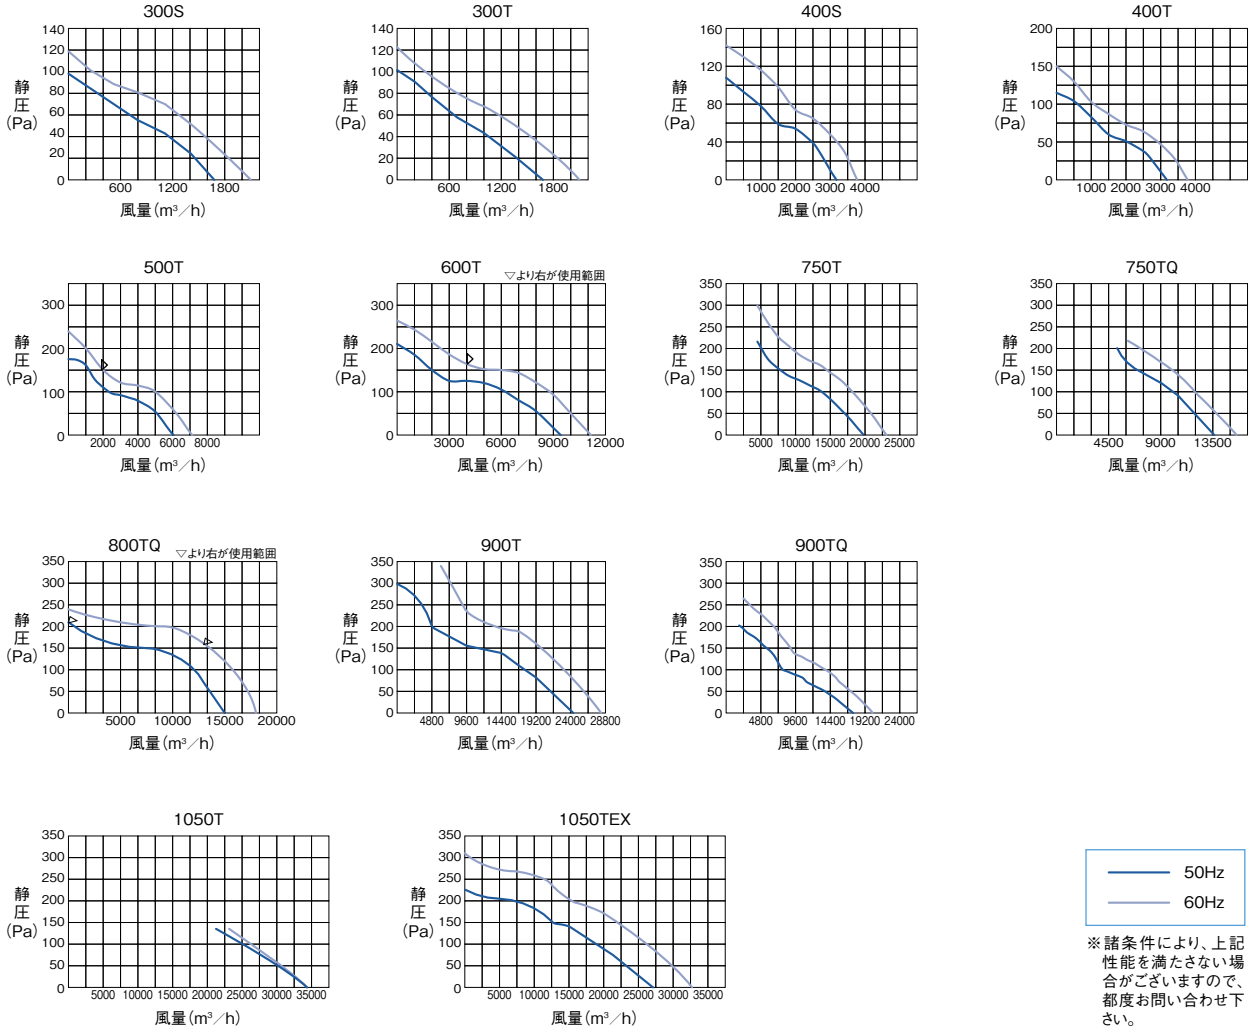 300S
140
120
100
80
60
40
20
0
静圧(Pa)
600 1200 1800
風量(m³/h)
300T
140
120
100
80
60
40
20
0
静圧(Pa)
600 1200 1800
風量(m³/h)
400S
160
120
80
40
0
静圧(Pa)
1000 2000 3000 4000
風量(m³/h)
400T
200
150
100
50
0
静圧(Pa)
1000 2000 3000 4000
風量(m³/h)
500T
300
200
100
0
静圧(Pa)
2000 4000 6000 8000
風量(m³/h)
600T
▽より右が使用範囲
300
200
100
0
静圧(Pa)
3000 6000 9000 12000
風量(m³/h)
750T
350
300
250
200
150
100
50
0
静圧(Pa)
5000 10000 15000 20000 25000
風量(m³/h)
750TQ
350
300
250
200
150
100
50
0
静圧(Pa)
4500 9000 13500
風量(m³/h)
800TQ
▽より右が使用範囲
350
300
250
200
150
100
50
0
静圧(Pa)
5000 10000 15000 20000
風量(m³/h)
900T
350
300
250
200
150
100
50
0
静圧(Pa)
4800 9600 14400 19200 24000 28800
風量(m³/h)
900TQ
350
300
250
200
150
100
50
0
静圧(Pa)
4800 9600 14400 19200 24000
風量(m³/h)
1050T
350
300
250
200
150
100
50
0
静圧(Pa)
5000 10000 15000 20000 25000 30000 35000
風量(m³/h)
1050TEX
350
300
250
200
150
100
50
0
静圧(Pa)
5000 10000 15000 20000 25000 30000 35000
風量(m³/h)
50Hz
60Hz
※諸条件により、上記
性能を満たさない場
合がございますので、
都度お問い合わせ下
さい。